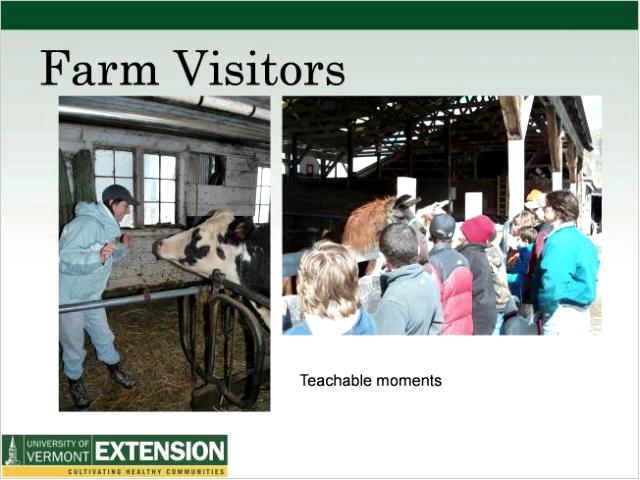 Farm Visitors
Teachable moments
UNIVERSITY OF
VERMONT
EXTENSION
CULTIVATING HEALTHY COMMUNITIES